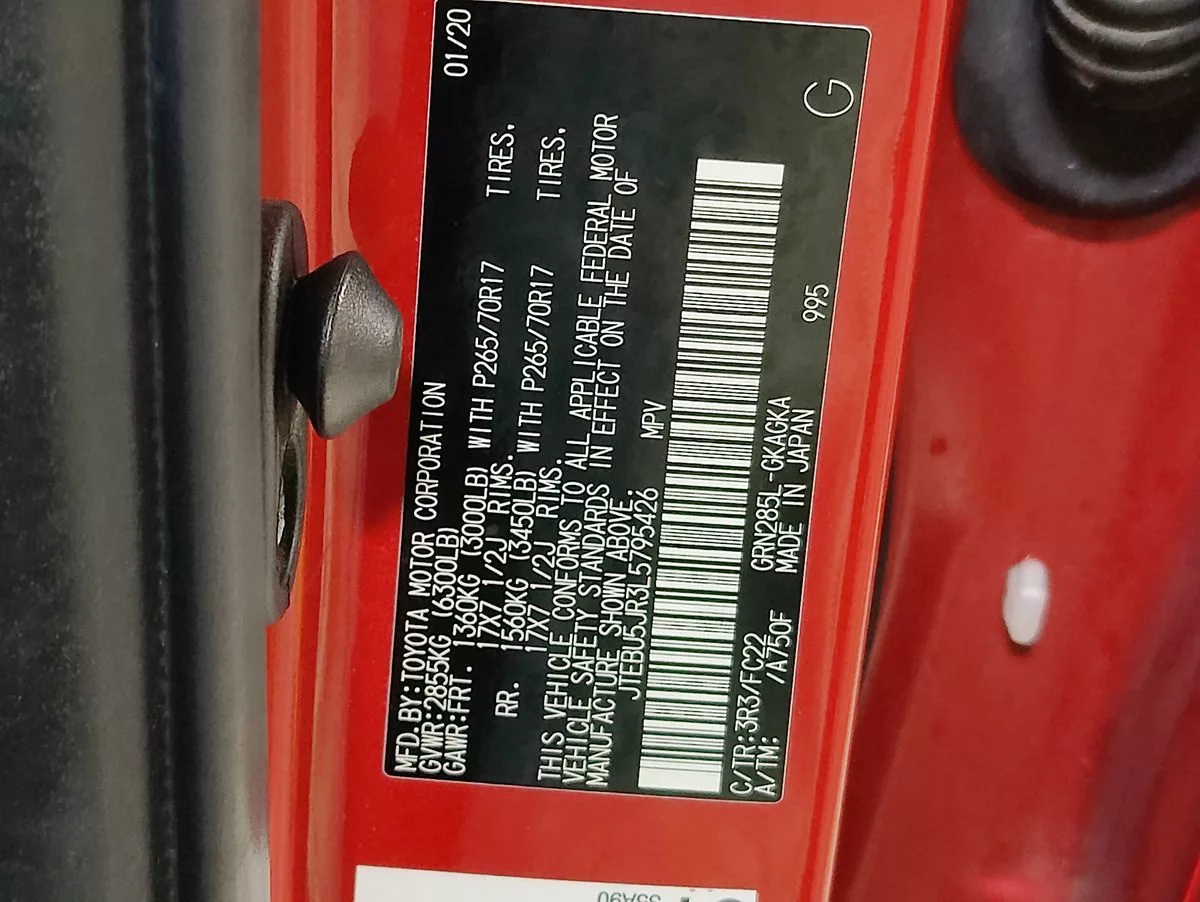 MFD.BY:TOYOTA MOTOR CORPORATION 01/20
GVWR:2855KG (6300LB)
GAWR:FRT. 1360KG (3000LB) WITH P265/70R17 TIRES.
17X7 1/2J RIMS.
RR. 1560KG (3450LB) WITH P265/70R17 TIRES.
17X7 1/2J RIMS.
THIS VEHICLE CONFORMS TO ALL APPLICABLE FEDERAL MOTOR
VEHICLE SAFETY STANDARDS IN EFFECT ON THE DATE OF
MANUFACTURE SHOWN ABOVE.
JTEBU5JR3L5795426 MPV
C/TR:3R3/FC22 GRN285L-GKAGKA 995 G
A/TM: /A750F MADE IN JAPAN